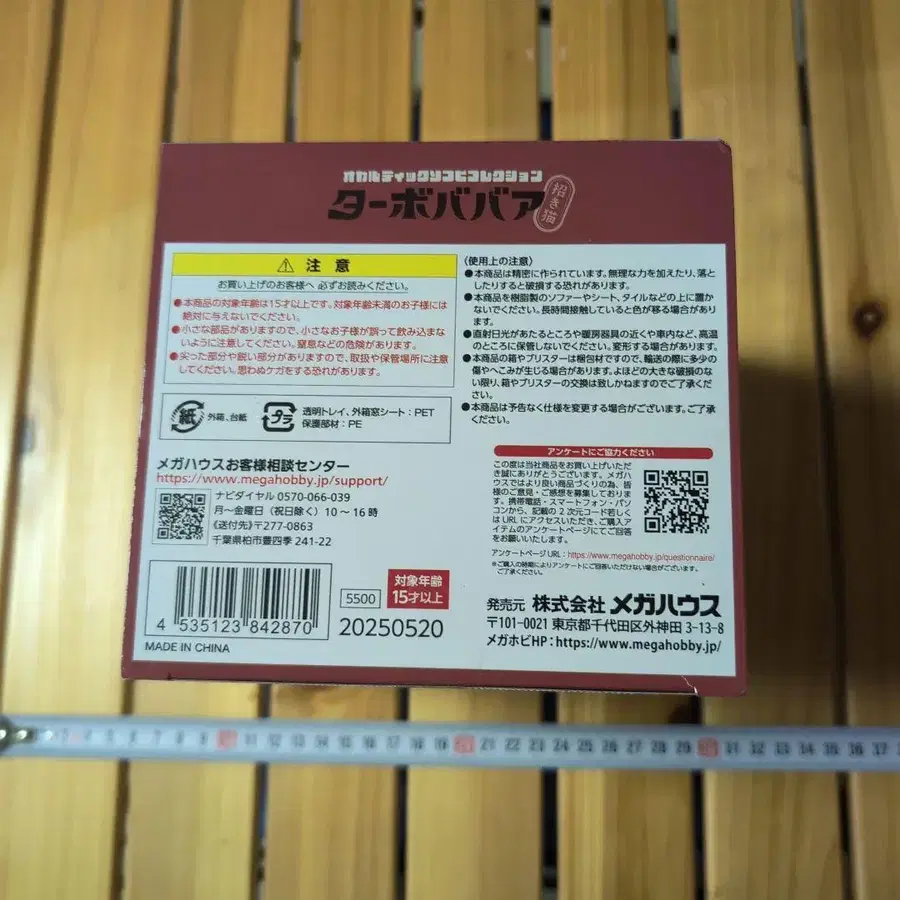 オカルティックソフビコレクション
ターボババア
招き猫
⚠ 注意
お買い上げのお客様へ 必ずお読みください。
●本商品の対象年齢は15才以上です。対象年齢未満のお子様には
絶対に与えないでください。
●小さな部品がありますので、小さなお子様が誤って飲み込まな
いように注意してください。窒息などの危険があります。
●尖った部分や鋭い部分がありますので、取扱や保管場所に注意
してください。思わぬケガをする恐れがあります。
紙 外箱、台紙
プラ 透明トレイ、外箱窓シート：PET
保護部材：PE
メガハウスお客様相談センター
https://www.megahobby.jp/support/
ナビダイヤル 0570-066-039
月～金曜日（祝日除く）10～16時
《送付先》〒277-0863
千葉県柏市豊四季 241-22
4 535123 842870
MADE IN CHINA
5500
対象年齢
15才以上
20250520
〈使用上の注意〉
●本商品は精密に作られています。無理な力を加えたり、落と
したりすると破損する恐れがあります。
●本商品を樹脂製のソファーやシート、タイルなどの上に置か
ないでください。長時間接触していると色が移る場合があり
ます。
●直射日光があたるところや暖房器具の近くや車内など、高温
のところに保管しないでください。変形する場合があります。
●本商品の箱やブリスターは梱包材ですので、輸送の際に多少の
傷やへこみが生じる場合があります。よほどの大きな破損のな
い限り、箱やブリスターの交換は致しかねますのでご了承くだ
さい。
●本商品は予告なく仕様を変更する場合がございます。ご了承
ください。
アンケートにご協力ください
この度は当社商品をお買い上げいただ
き誠にありがとうございます。メガハ
ウスではより良い商品づくりの為、皆
様のご意見・ご感想を募集しております
。携帯電話・スマートフォン・パソ
コンから、記載の2次元コード若しく
はURLにアクセスいただき、ご購入ア
イテムのアンケートページにてご回答
をお願いいたします。
アンケートページURL：https://www.megahobby.jp/questionnaire/
※ご購入の時期によりアンケートにご回答いただけない場合がございます。
ご了承ください。
発売元 株式会社 メガハウス
〒101-0021 東京都千代田区外神田 3-13-8
メガホビHP：https://www.megahobby.jp/
7 8 9 10 11 12 13 14 15 16 17 18 19 20 21 22 23 24 25 26 27 28 29 30 31 32 33 34 35 36 37